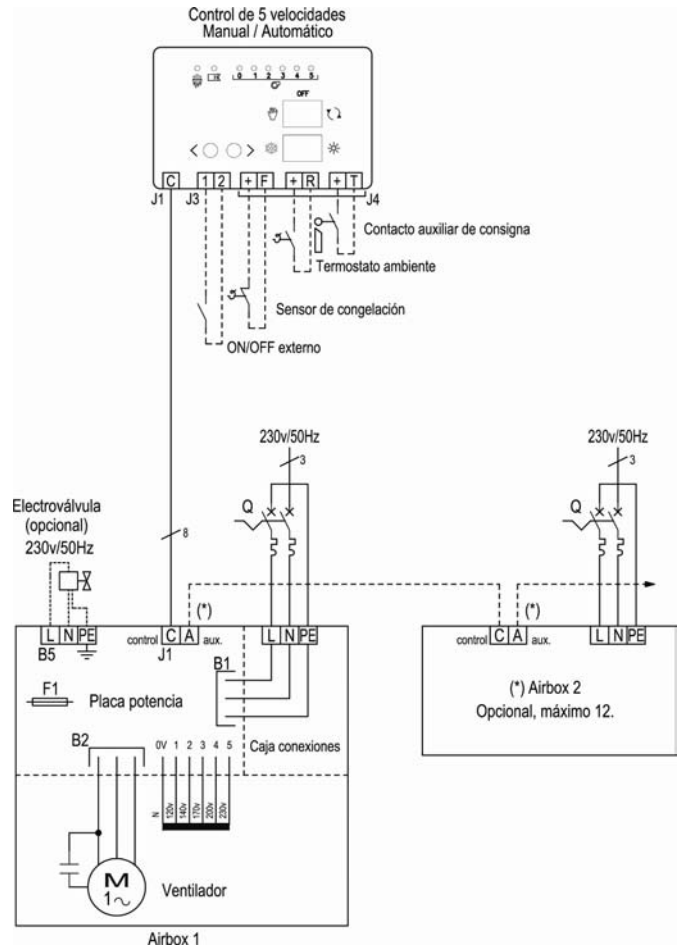 Control de 5 velocidades
Manual / Automático
0 1 2 3 4 5
OFF
C 1 2 + F + R + T
J1 J3 J4
Contacto auxiliar de consigna
Termostato ambiente
Sensor de congelación
ON/OFF externo
230v/50Hz
3
Q
230v/50Hz
3
Q
Electroválvula
(opcional)
230v/50Hz
8
(*)
(*)
L N PE
control C A aux.
L N PE
control C A aux.
L N PE
B5
J1
B1
F1
Placa potencia
(*) Airbox 2
Opcional, máximo 12.
B2
0V 1 2 3 4 5
Caja conexiones
N 120v 140v 170v 200v 230v
M
1~
Ventilador
Airbox 1